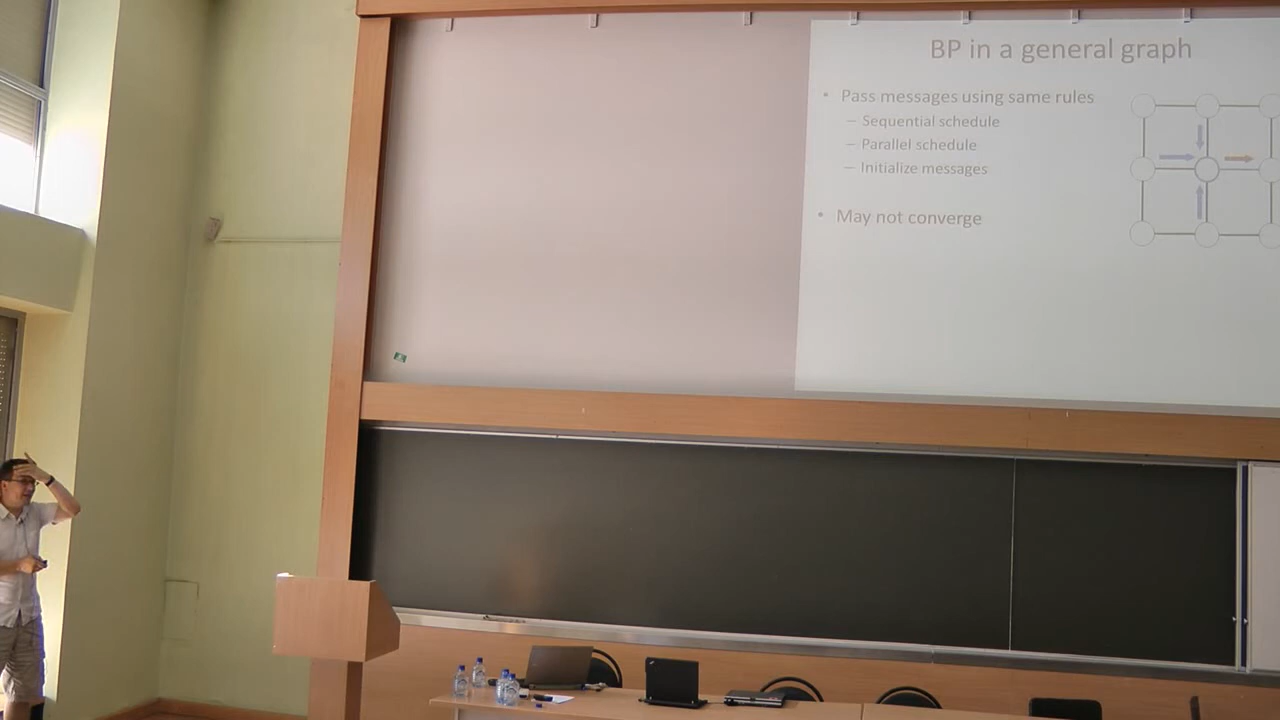 BP in a general graph
• Pass messages using same rules
– Sequential schedule
– Parallel schedule
– Initialize messages
• May not converge